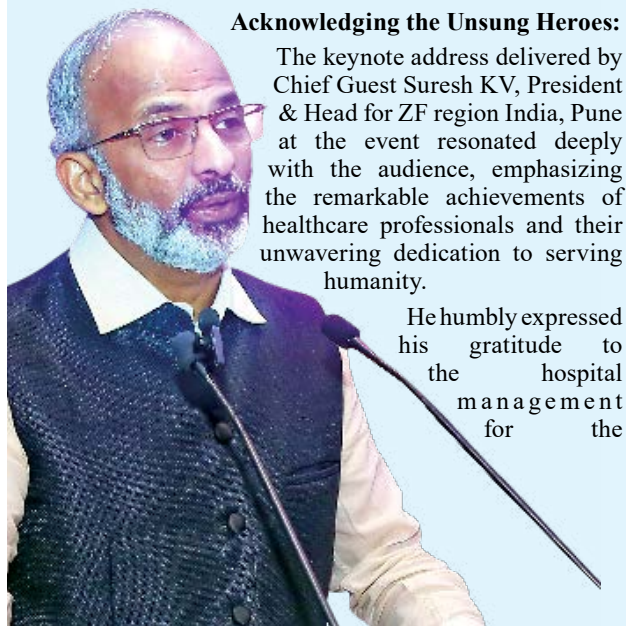 Acknowledging the Unsung Heroes:
The keynote address delivered by
Chief Guest Suresh KV, President
& Head for ZF region India, Pune
at the event resonated deeply
with the audience, emphasizing
the remarkable achievements of
healthcare professionals and their
unwavering dedication to serving
humanity.
He humbly expressed
his gratitude to
the hospital
management
for the